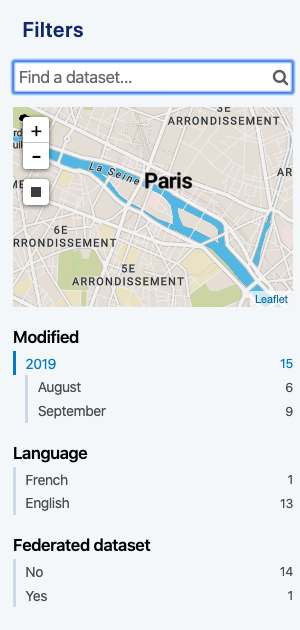 Filters
Find a dataset...
3E
ARRONDISSEMENT
+
-
La Seine
Paris
AR
6E
ARRONDISSEMENT
5E
ARRONDISSEMENT
Leaflet
Modified
2019 15
August 6
September 9
Language
French 1
English 13
Federated dataset
No 14
Yes 1